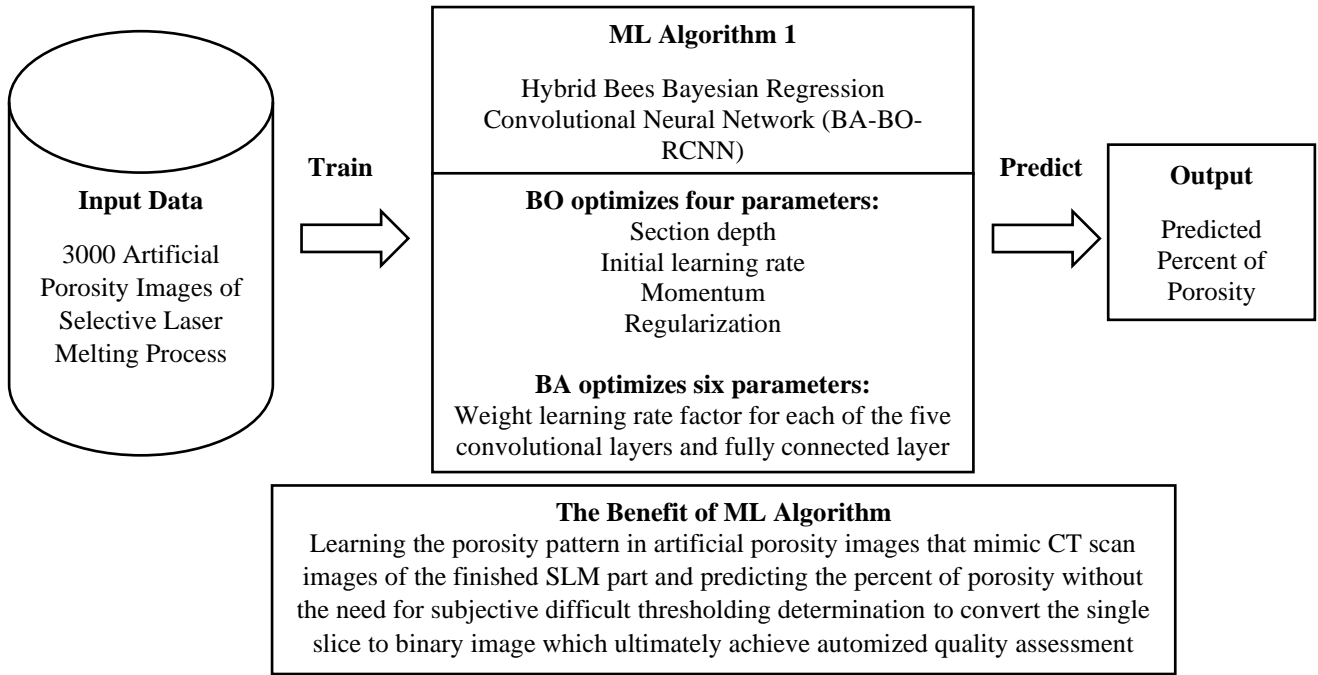 Input Data
3000 Artificial
Porosity Images of
Selective Laser
Melting Process
Train
ML Algorithm 1
Hybrid Bees Bayesian Regression
Convolutional Neural Network (BA-BO-
RCNN)
BO optimizes four parameters:
Section depth
Initial learning rate
Momentum
Regularization
BA optimizes six parameters:
Weight learning rate factor for each of the five
convolutional layers and fully connected layer
Predict
Output
Predicted
Percent of
Porosity
The Benefit of ML Algorithm
Learning the porosity pattern in artificial porosity images that mimic CT scan
images of the finished SLM part and predicting the percent of porosity without
the need for subjective difficult thresholding determination to convert the single
slice to binary image which ultimately achieve automized quality assessment